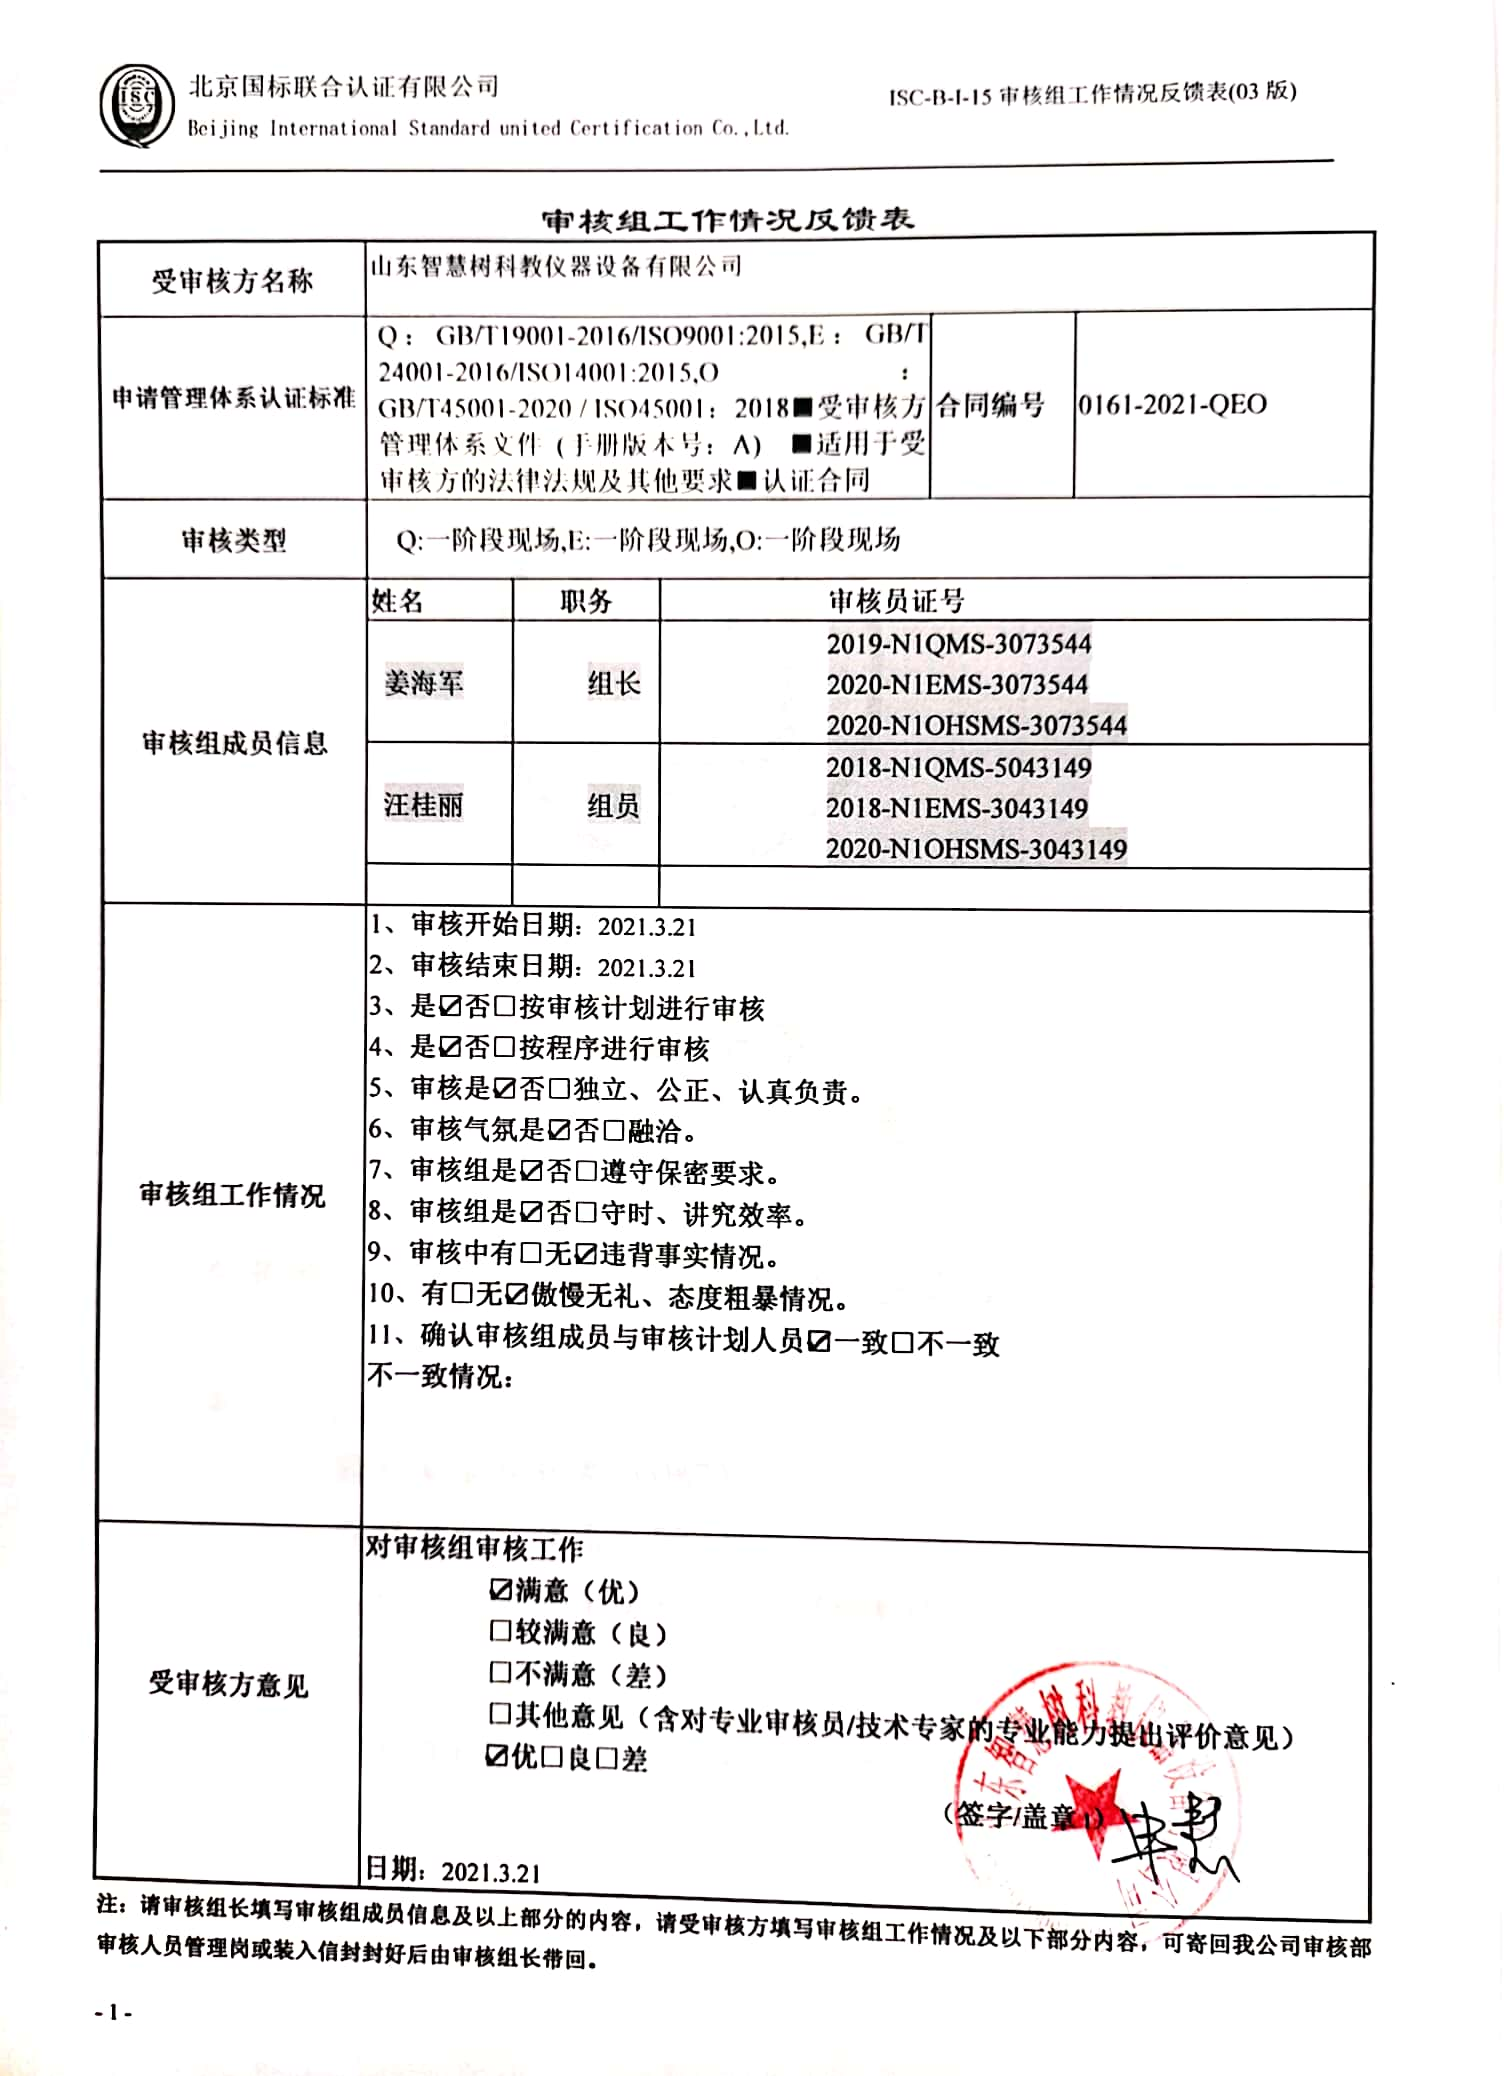 北京国标联合认证有限公司
Beijing International Standard united Certification Co.,Ltd.
ISC-B-I-15 审核组工作情况反馈表(03 版)
ISC
审核组工作情况反馈表
受审核方名称
山东智慧树科教仪器设备有限公司
申请管理体系认证标准
Q： GB/T19001-2016/ISO9001:2015,E： GB/T
24001-2016/ISO14001:2015,O ：
GB/T45001-2020 / ISO45001：2018■受审核方
管理体系文件（手册版本号：A) ■适用于受
审核方的法律法规及其他要求■认证合同
合同编号
0161-2021-QEO
审核类型
Q:一阶段现场,E:一阶段现场,O:一阶段现场
审核组成员信息
姓名 职务 审核员证号
姜海军 组长
2019-N1QMS-3073544
2020-N1EMS-3073544
2020-N1OHSMS-3073544
汪桂丽 组员
2018-N1QMS-5043149
2018-N1EMS-3043149
2020-N1OHSMS-3043149
审核组工作情况
1、审核开始日期：2021.3.21
2、审核结束日期：2021.3.21
3、是☑否□按审核计划进行审核
4、是☑否□按程序进行审核
5、审核是☑否□独立、公正、认真负责。
6、审核气氛是☑否□融洽。
7、审核组是☑否□遵守保密要求。
8、审核组是☑否□守时、讲究效率。
9、审核中有□无☑违背事实情况。
10、有□无☑傲慢无礼、态度粗暴情况。
11、确认审核组成员与审核计划人员☑一致□不一致
不一致情况：
受审核方意见
对审核组审核工作
☑满意（优）
□较满意（良）
□不满意（差）
□其他意见（含对专业审核员/技术专家的专业能力提出评价意见）
☑优□良□差
（签字/盖章）
日期：2021.3.21
注：请审核组长填写审核组成员信息及以上部分的内容，请受审核方填写审核组工作情况及以下部分内容，可寄回我公司审核部
审核人员管理岗或装入信封封好后由审核组长带回。
- 1 -